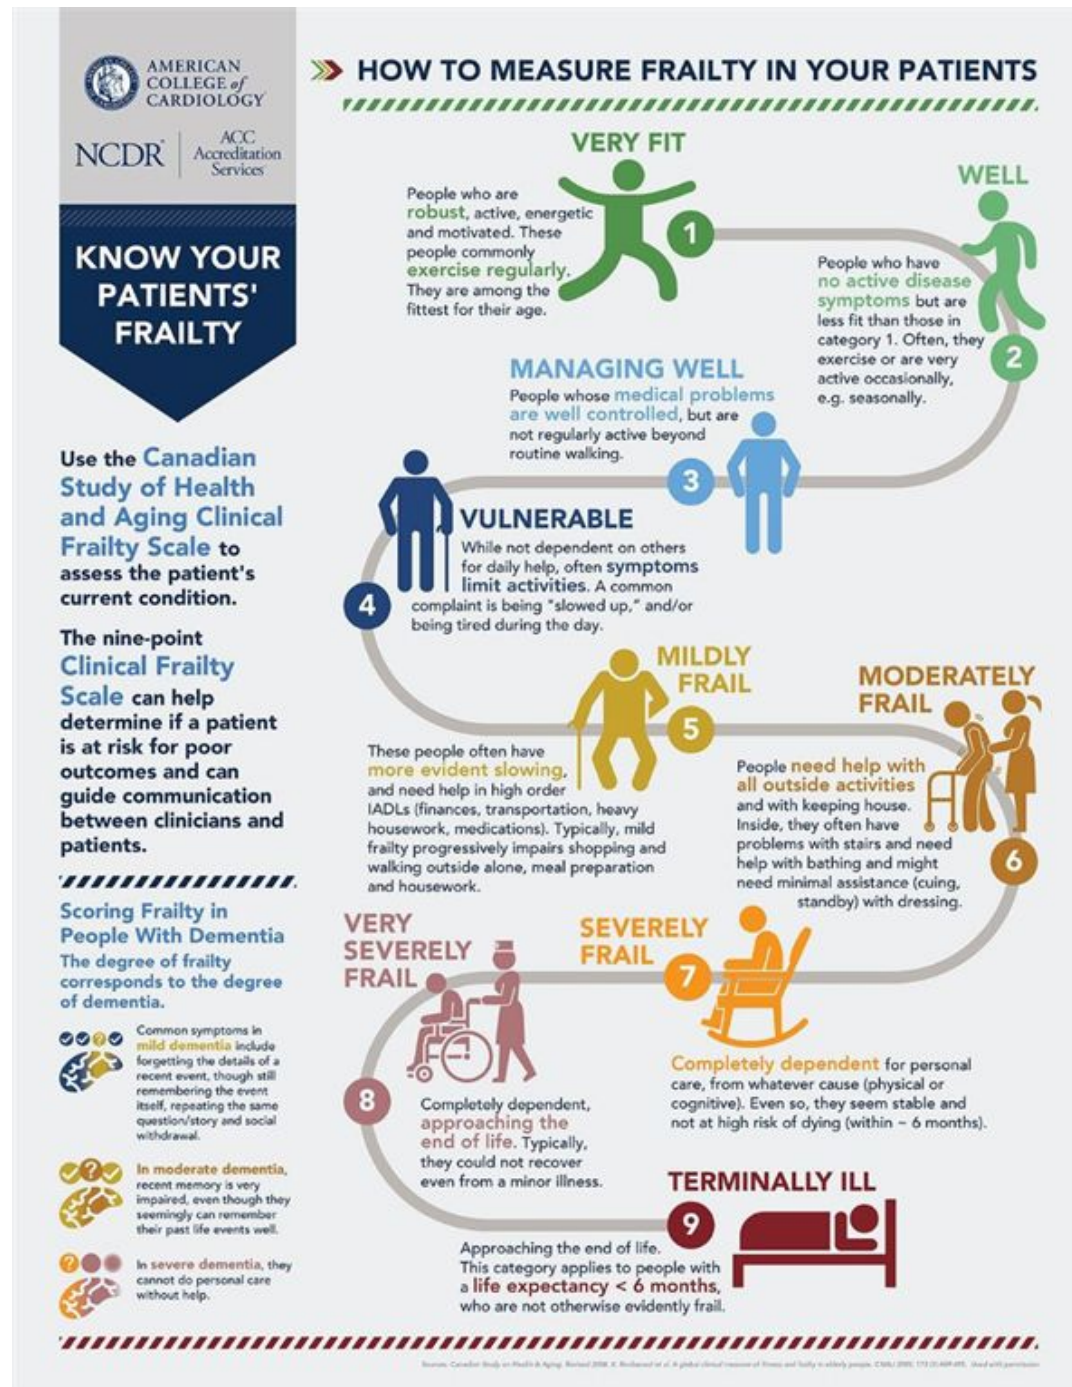 AMERICAN
COLLEGE of
CARDIOLOGY
NCDR
ACC
Accreditation
Services
KNOW YOUR
PATIENTS'
FRAILTY
Use the Canadian
Study of Health
and Aging Clinical
Frailty Scale to
assess the patient's
current condition.
The nine-point
Clinical Frailty
Scale can help
determine if a patient
is at risk for poor
outcomes and can
guide communication
between clinicians and
patients.
Scoring Frailty in
People With Dementia
The degree of frailty
corresponds to the degree
of dementia.
Common symptoms in
mild dementia include
forgetting the details of a
recent event, though still
remembering the event
itself, repeating the same
question/story and social
withdrawal.
In moderate dementia,
recent memory is very
impaired, even though they
seemingly can remember
their past life events well.
In severe dementia, they
cannot do personal care
without help.
HOW TO MEASURE FRAILTY IN YOUR PATIENTS
VERY FIT
People who are
robust, active, energetic
and motivated. These
people commonly
exercise regularly.
They are among the
fittest for their age.
1
WELL
People who have
no active disease
symptoms but are
less fit than those in
category 1. Often, they
exercise or are very
active occasionally,
e.g. seasonally.
2
MANAGING WELL
People whose medical problems
are well controlled, but are
not regularly active beyond
routine walking.
3
VULNERABLE
While not dependent on others
for daily help, often symptoms
limit activities. A common
complaint is being "slowed up," and/or
being tired during the day.
4
MILDLY
FRAIL
5
These people often have
more evident slowing,
and need help in high order
IADLs (finances, transportation, heavy
housework, medications). Typically, mild
frailty progressively impairs shopping and
walking outside alone, meal preparation
and housework.
MODERATELY
FRAIL
People need help with
all outside activities
and with keeping house.
Inside, they often have
problems with stairs and need
help with bathing and might
need minimal assistance (cuing,
standby) with dressing.
6
SEVERELY
FRAIL
7
Completely dependent for personal
care, from whatever cause (physical or
cognitive). Even so, they seem stable and
not at high risk of dying (within ~ 6 months).
VERY
SEVERELY
FRAIL
8
Completely dependent,
approaching the
end of life. Typically,
they could not recover
even from a minor illness.
TERMINALLY ILL
9
Approaching the end of life.
This category applies to people with
a life expectancy < 6 months,
who are not otherwise evidently frail.